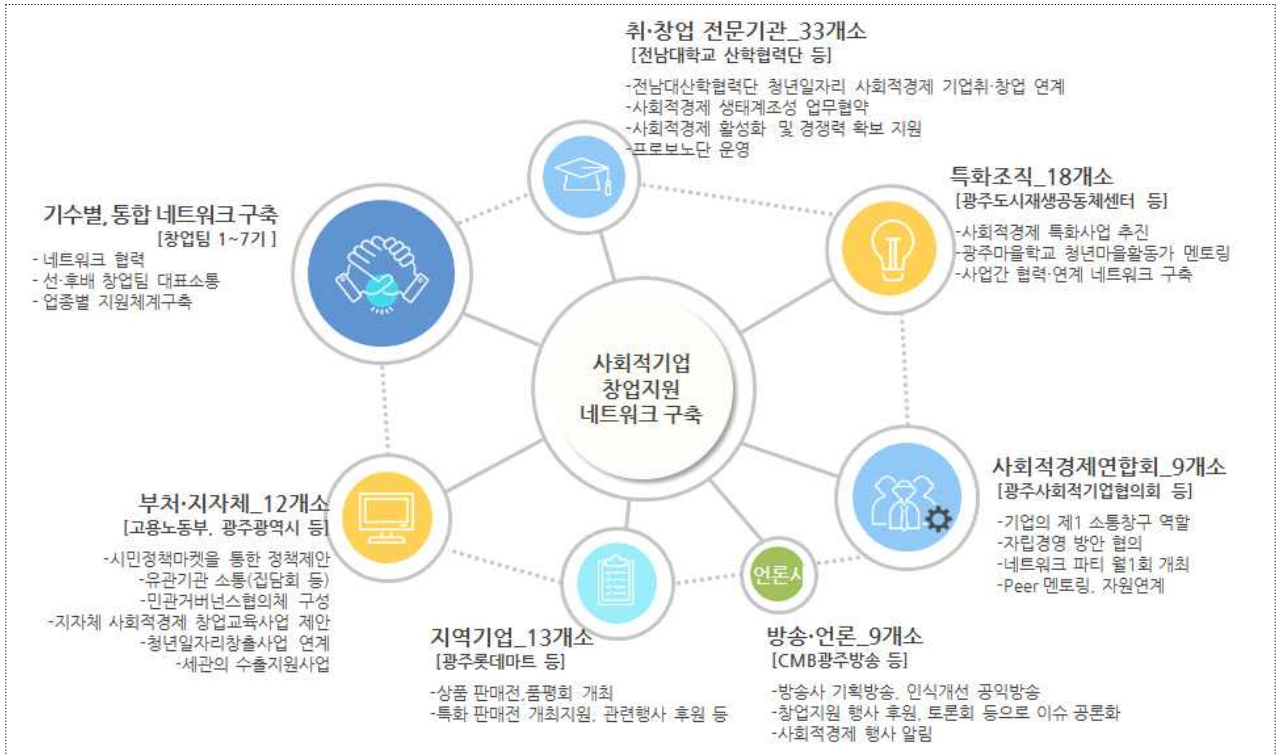 취·창업 전문기관_33개소
[전남대학교 산학협력단 등]
-전남대산학협력단 청년일자리 사회적경제 기업취·창업 연계
-사회적경제 생태계조성 업무협약
-사회적경제 활성화 및 경쟁력 확보 지원
-프로보노단 운영
특화조직_18개소
[광주도시재생공동체센터 등]
-사회적경제 특화사업 추진
-광주마을학교 청년마을활동가 멘토링
-사업간 협력·연계 네트워크 구축
기수별, 통합 네트워크 구축
[창업팀 1~7기 ]
- 네트워크 협력
- 선·후배 창업팀 대표소통
- 업종별 지원체계구축
사회적기업
창업지원
네트워크 구축
사회적경제연합회_9개소
[광주사회적기업협의회 등]
-기업의 제1 소통창구 역할
-자립경영 방안 협의
-네트워크 파티 월1회 개최
-Peer 멘토링, 자원연계
부처·지자체_12개소
[고용노동부, 광주광역시 등]
-시민정책마켓을 통한 정책제안
-유관기관 소통(집담회 등)
-민관거버넌스협의체 구성
-지자체 사회적경제 창업교육사업 제안
-청년일자리창출사업 연계
-세관의 수출지원사업
지역기업_13개소
[광주롯데마트 등]
-상품 판매전,품평회 개최
-특화 판매전 개최지원, 관련행사 후원 등
언론사
방송·언론_9개소
[CMB광주방송 등]
-방송사 기획방송, 인식개선 공익방송
-창업지원 행사 후원, 토론회 등으로 이슈 공론화
-사회적경제 행사 알림